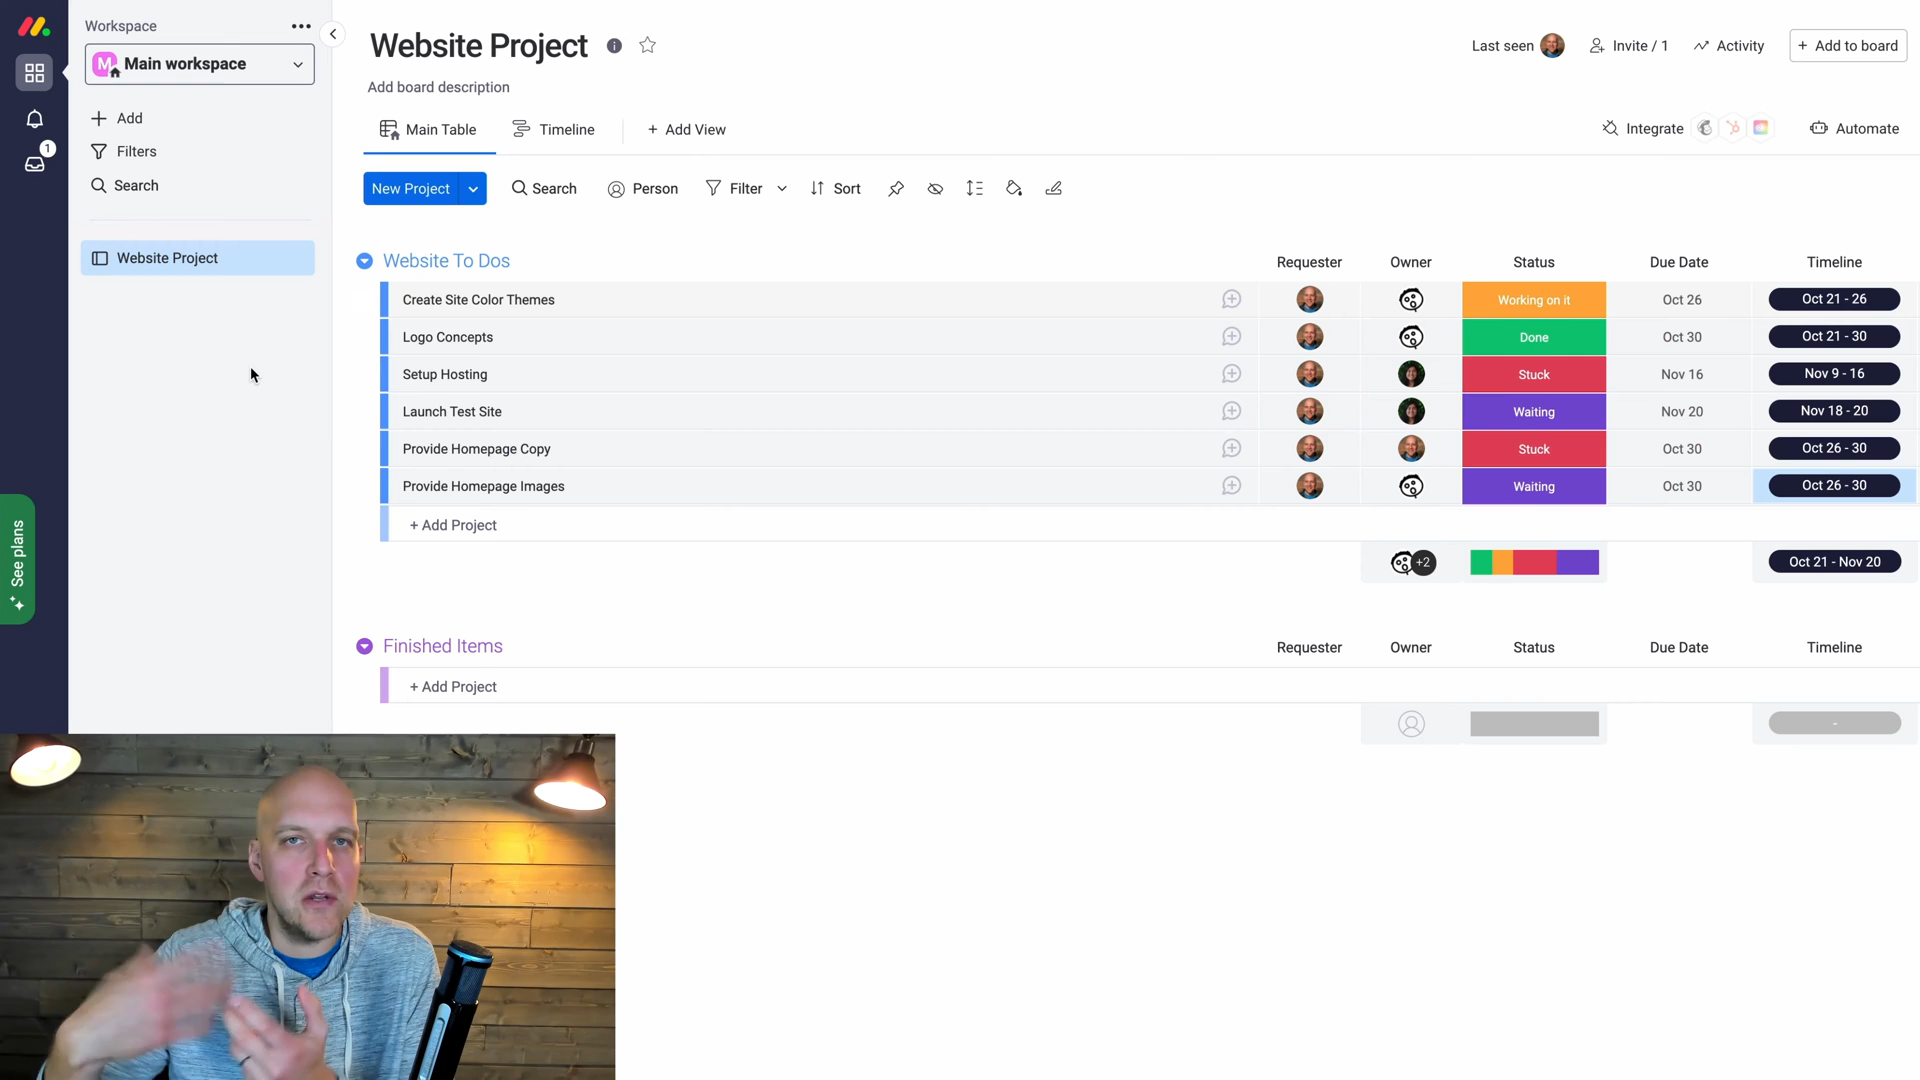 Workspace
M Main workspace
Add
Filters
Search
1
Website Project
See plans
Website Project
Last seen
Invite / 1
Activity
+ Add to board
Add board description
Main Table
Timeline
+ Add View
Integrate
Automate
New Project
Search
Person
Filter
Sort
Website To Dos Requester Owner Status Due Date Timeline
Create Site Color Themes Working on it Oct 26 Oct 21 - 26
Logo Concepts Done Oct 30 Oct 21 - 30
Setup Hosting Stuck Nov 16 Nov 9 - 16
Launch Test Site Waiting Nov 20 Nov 18 - 20
Provide Homepage Copy Stuck Oct 30 Oct 26 - 30
Provide Homepage Images Waiting Oct 30 Oct 26 - 30
+ Add Project
+2 Oct 21 - Nov 20
Finished Items Requester Owner Status Due Date Timeline
+ Add Project
-